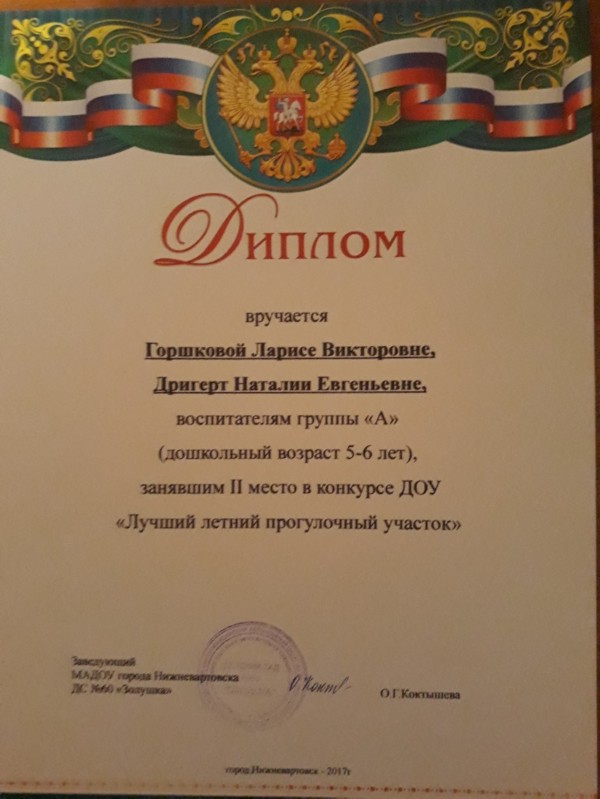 Диплом
вручается
Горшковой Ларисе Викторовне,
Дригерт Наталии Евгеньевне,
воспитателям группы «А»
(дошкольный возраст 5-6 лет),
занявшим II место в конкурсе ДОУ
«Лучший летний прогулочный участок»
Заведующий
МАДОУ города Нижневартовска
ДС №60 «Золушка»
О.Г.Коктышева
город Нижневартовск - 2017г